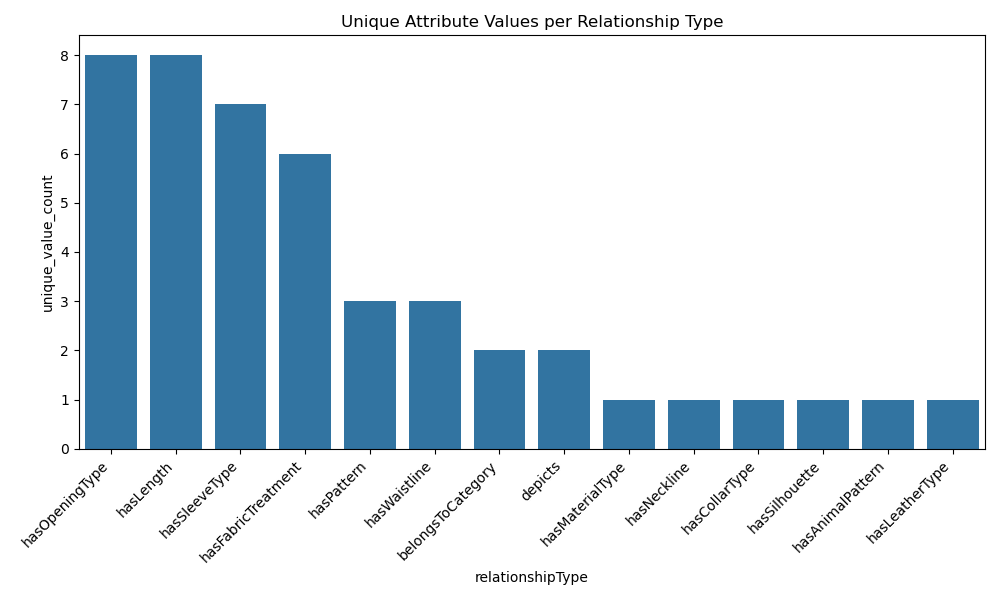 Unique Attribute Values per Relationship Type
unique_value_count
8
7
6
5
4
3
2
1
0
hasOpeningType
hasLength
hasSleeveType
hasFabricTreatment
hasPattern
hasWaistline
belongsToCategory
depicts
hasMaterialType
hasNeckline
hasCollarType
hasSilhouette
hasAnimalPattern
hasLeatherType
relationshipType